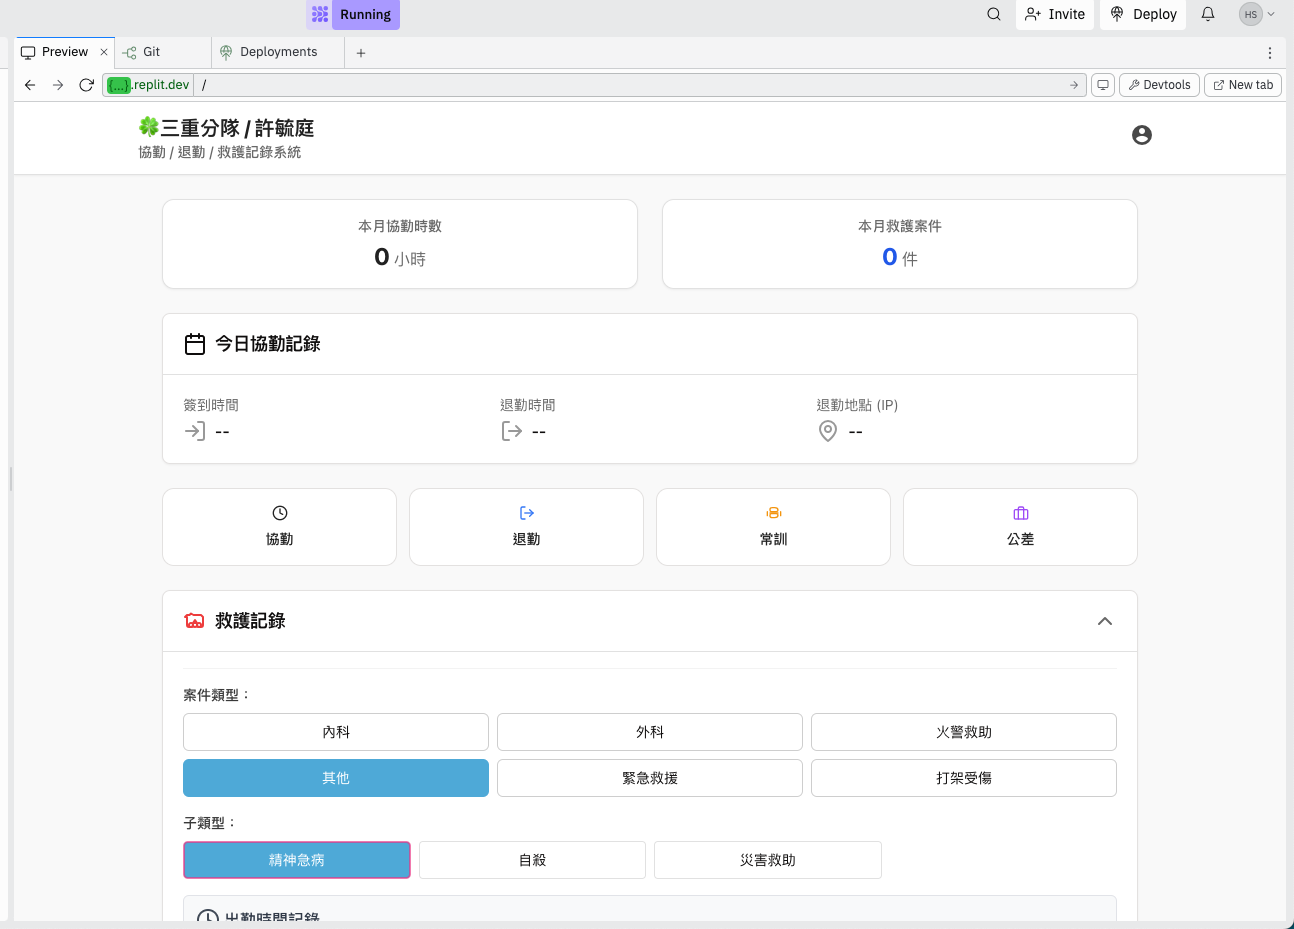 Running
Invite
Deploy
HS
Preview
Git
Deployments
{...}.replit.dev
/
Devtools
New tab
🍀三重分隊 / 許毓庭
協勤 / 退勤 / 救護記錄系統
本月協勤時數
0 小時
本月救護案件
0 件
今日協勤記錄
簽到時間
--
退勤時間
--
退勤地點 (IP)
--
協勤
退勤
常訓
公差
救護記錄
案件類型：
內科
外科
火警救助
其他
緊急救援
打架受傷
子類型：
精神急病
自殺
災害救助
出勤時間記錄